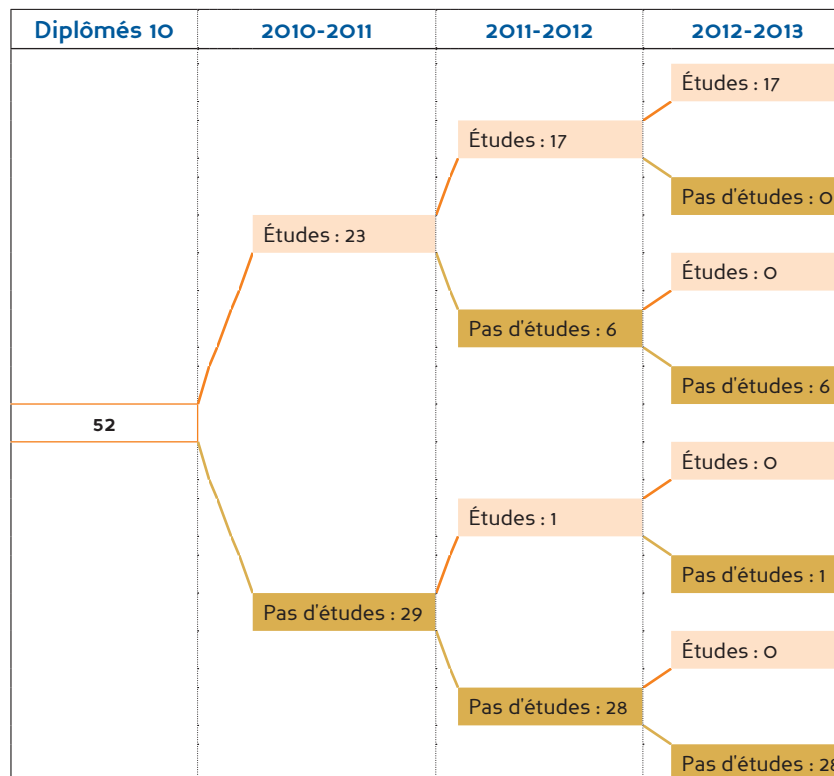 Diplômés 10 2010-2011 2011-2012 2012-2013
Études : 17
Études : 17
Pas d'études : 0
Études : 23
Études : 0
Pas d'études : 6
Pas d'études : 6
52
Études : 0
Études : 1
Pas d'études : 1
Pas d'études : 29
Études : 0
Pas d'études : 28
Pas d'études : 28